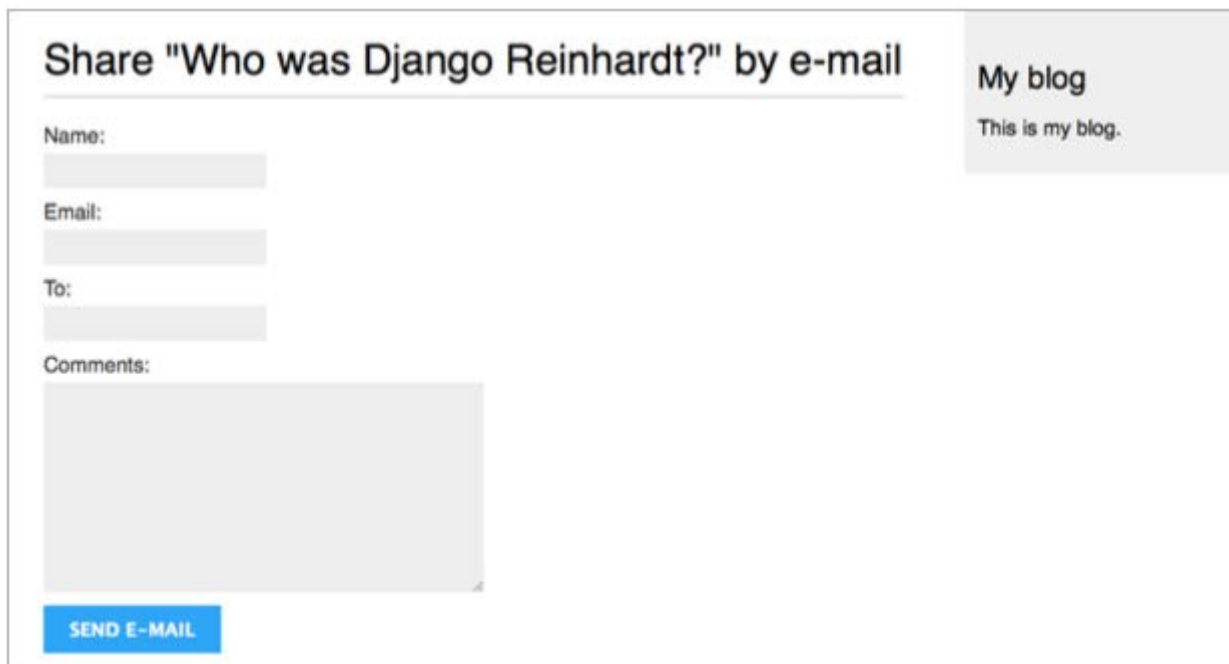 Share "Who was Django Reinhardt?" by e-mail
Name:
Email:
To:
Comments:
SEND E-MAIL
My blog
This is my blog.